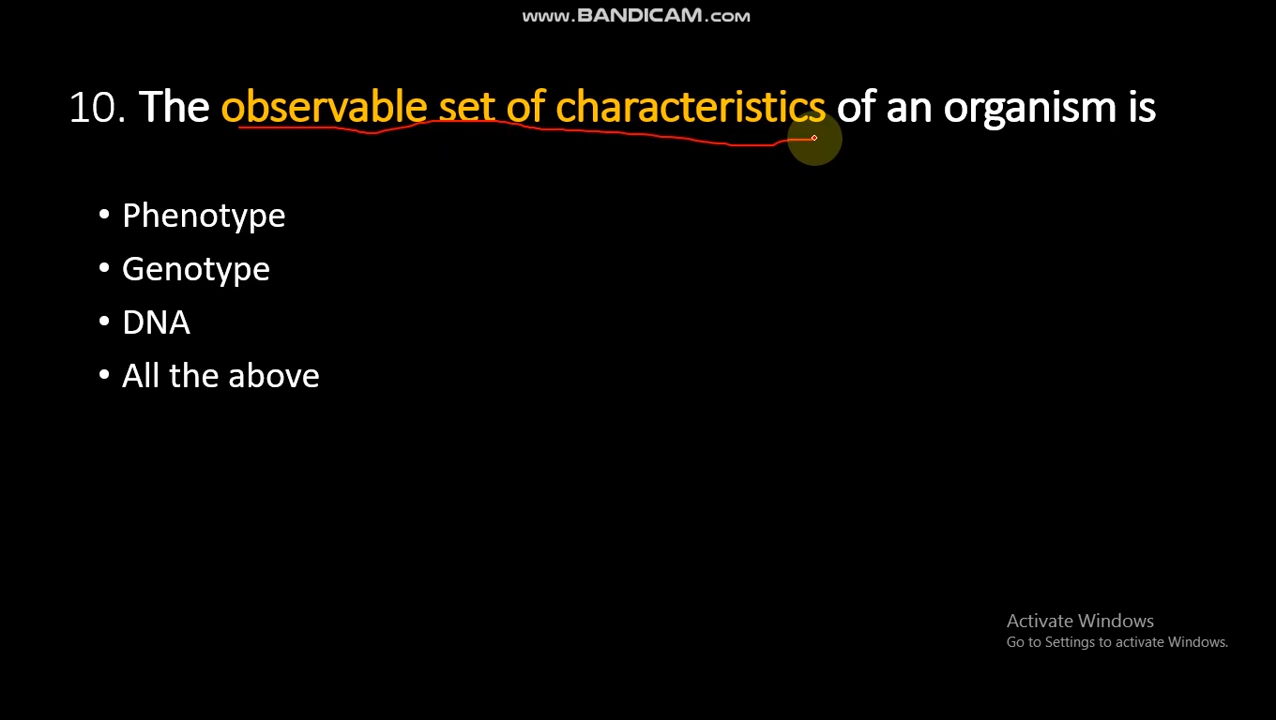 www.BANDICAM.com
10. The observable set of characteristics of an organism is
• Phenotype
• Genotype
• DNA
• All the above
Activate Windows
Go to Settings to activate Windows.